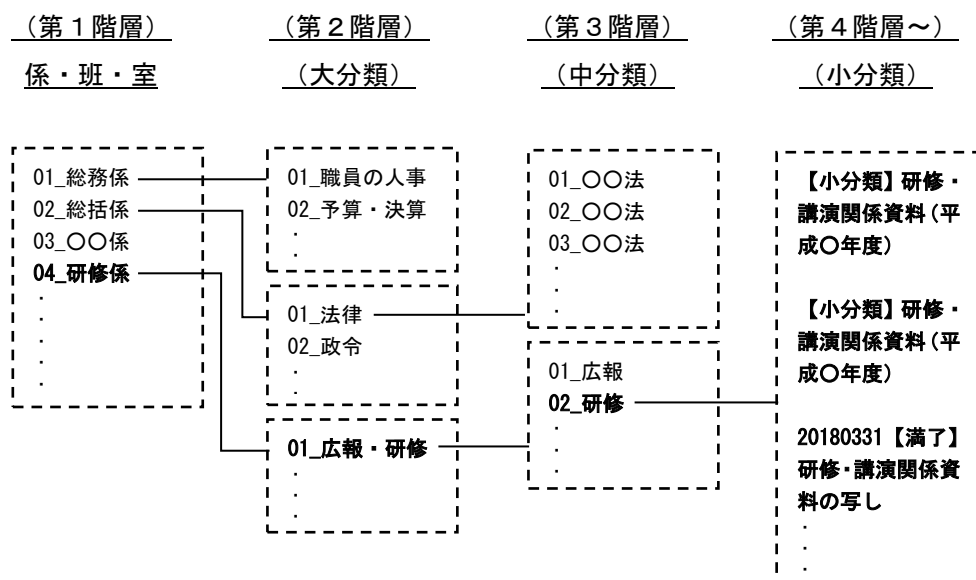 （第１階層）
係・班・室
（第２階層）
（大分類）
（第３階層）
（中分類）
（第４階層～）
（小分類）
01_総務係
02_総括係
03_〇〇係
04_研修係
・
・
・
・
・
01_職員の人事
02_予算・決算
・
・
01_法律
02_政令
・
・
01_広報・研修
・
・
・
01_〇〇法
02_〇〇法
03_〇〇法
・
・
・
01_広報
02_研修
・
・
・
【小分類】研修・
講演関係資料（平
成〇年度）
【小分類】研修・
講演関係資料（平
成〇年度）
20180331【満了】
研修・講演関係資
料の写し
・
・
・